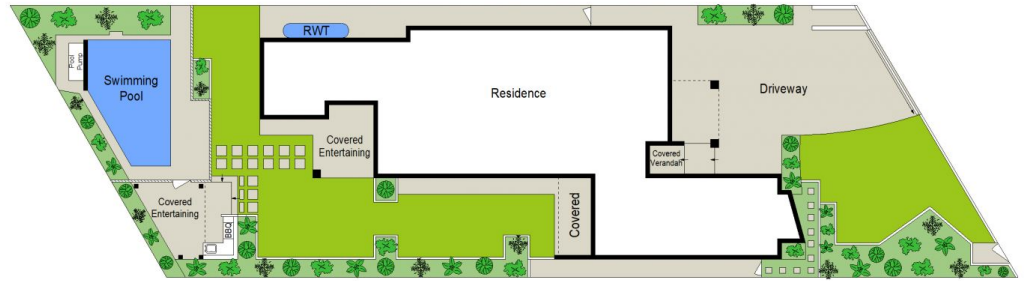 RWT
Pool
Pump
Swimming
Pool
Residence
Driveway
Covered
Entertaining
Covered
Verandah
Covered
Entertaining
Covered
BBQ